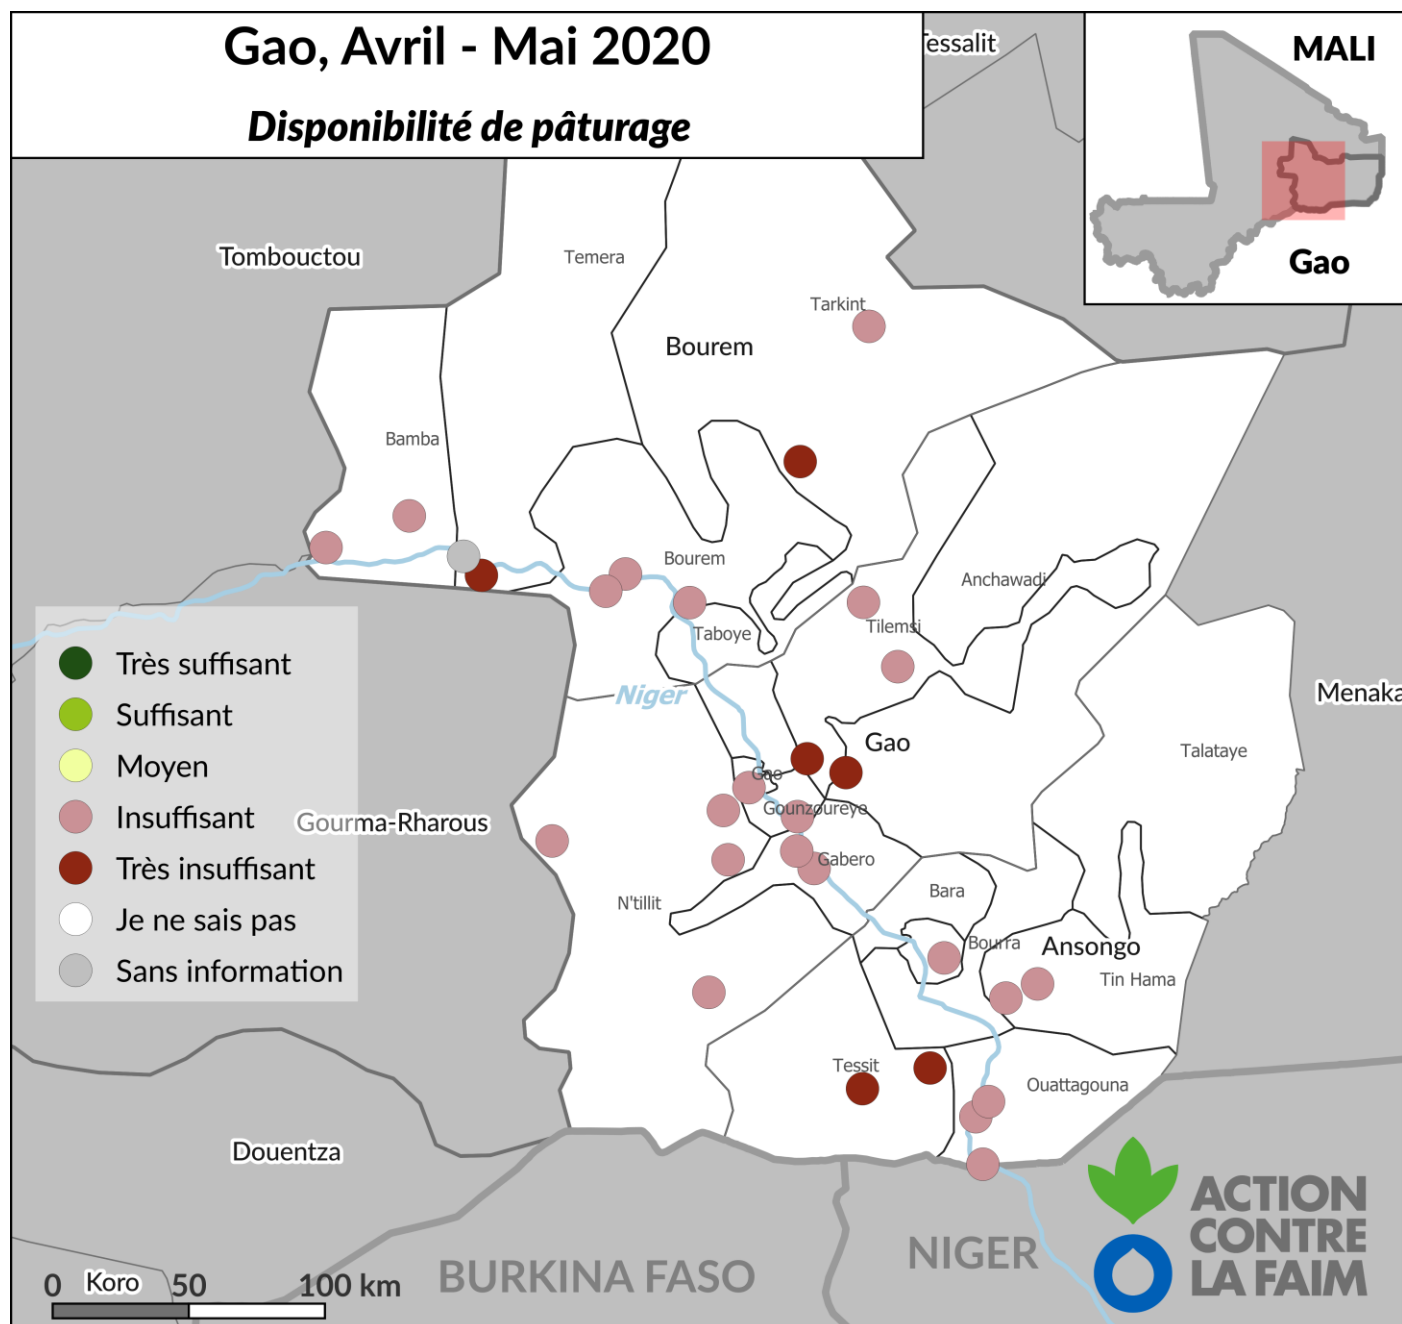 Gao, Avril - Mai 2020
Disponibilité de pâturage
Tessalit
MALI
Gao
Tombouctou
Temera
Tarkint
Bourem
Bamba
Bourem
Anchawadi
Tilemsi
Taboye
Niger
Menaka
Gao
Talataye
Gao
Gounzoureye
Gourma-Rharous
Gabero
Bara
N'tillit
Bourra
Ansongo
Tin Hama
Tessit
Ouattagouna
Très suffisant
Suffisant
Moyen
Insuffisant
Très insuffisant
Je ne sais pas
Sans information
Douentza
BURKINA FASO
NIGER
Koro
0 50 100 km
ACTION
CONTRE
LA FAIM